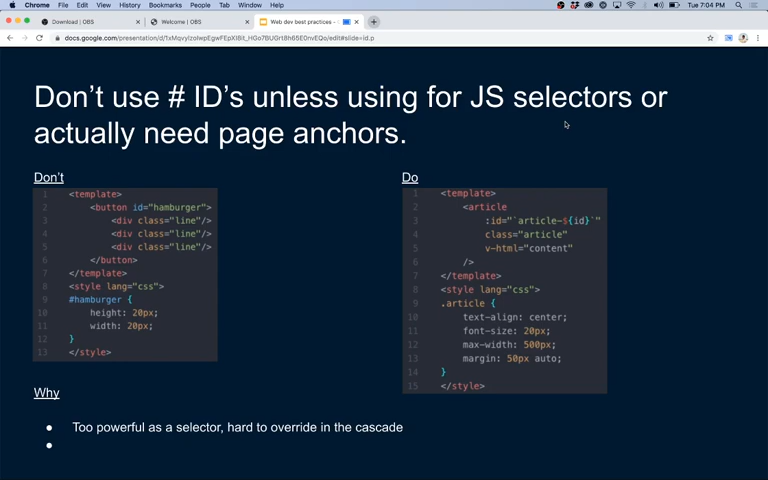 Chrome File Edit View History Bookmarks People Tab Window Help Tue 7:04 PM
Download | OBS Welcome | OBS Web dev best practices -
docs.google.com/presentation/d/1xMqvyIzoIwpEgwFEpXI8it_HGo7BUGrt8h65E0nvEQo/edit#slide=id.p
Don't use # ID's unless using for JS selectors or
actually need page anchors.
Don't
1 <template>
2 <button id="hamburger">
3 <div class="line"/>
4 <div class="line"/>
5 <div class="line"/>
6 </button>
7 </template>
8 <style lang="css">
9 #hamburger {
10 height: 20px;
11 width: 20px;
12 }
13 </style>
Do
1 <template>
2 <article
3 :id="`article-${id}`"
4 class="article"
5 v-html="content"
6 />
7 </template>
8 <style lang="css">
9 .article {
10 text-align: center;
11 font-size: 20px;
12 max-width: 500px;
13 margin: 50px auto;
14 }
15 </style>
Why
● Too powerful as a selector, hard to override in the cascade
●